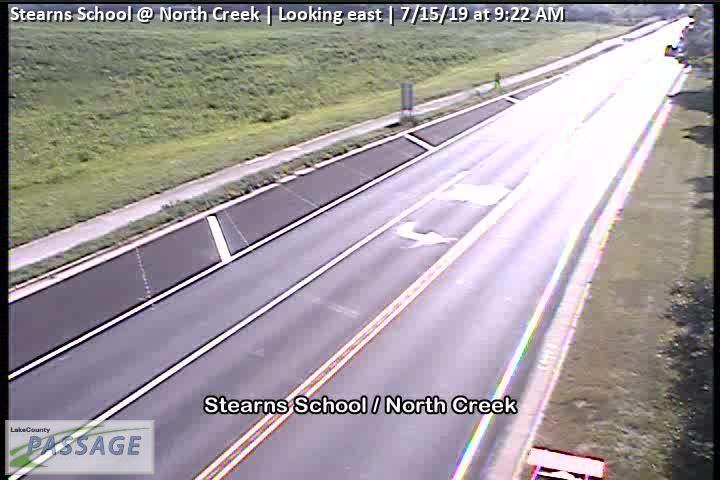 Stearns School @ North Creek | Looking east | 7/15/19 at 9:22 AM
Stearns School / North Creek
LakeCounty
PASSAGE